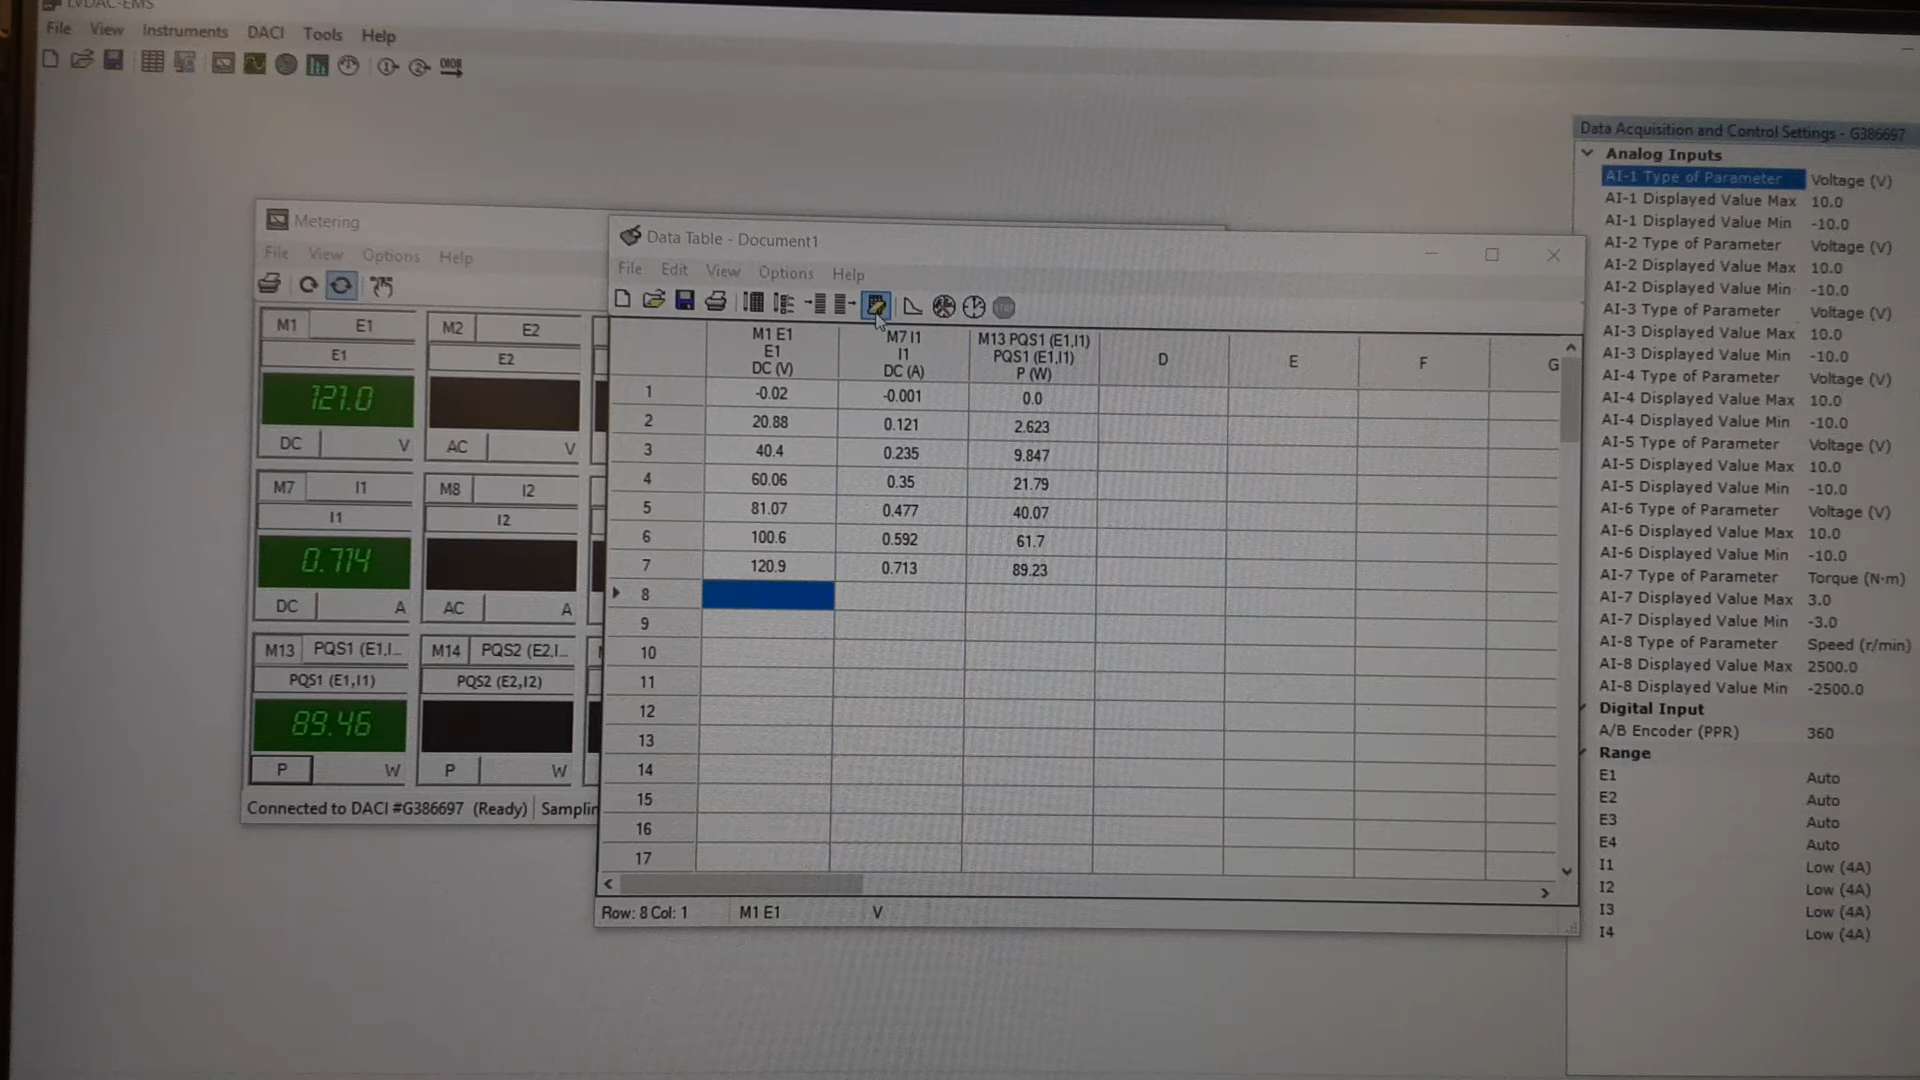 LVDAC-EMS
File View Instruments DACI Tools Help
Metering
File View Options Help
M1 E1
E1
121.0
DC V
M2 E2
E2
AC V
M7 I1
I1
0.714
DC A
M8 I2
I2
AC A
M13 PQS1 (E1,I...
PQS1 (E1,I1)
89.46
P W
M14 PQS2 (E2,I...
PQS2 (E2,I2)
P W
Connected to DACI #G386697 (Ready) Samplin
Data Table - Document1
File Edit View Options Help
STOP
M1 E1 M7 I1 M13 PQS1 (E1,I1)
E1 I1 PQS1 (E1,I1) D E F G
DC (V) DC (A) P (W)
1 -0.02 -0.001 0.0
2 20.88 0.121 2.623
3 40.4 0.235 9.847
4 60.06 0.35 21.79
5 81.07 0.477 40.07
6 100.6 0.592 61.7
7 120.9 0.713 89.23
8
9
10
11
12
13
14
15
16
17
Row: 8 Col: 1 M1 E1 V
Data Acquisition and Control Settings - G386697
Analog Inputs
AI-1 Type of Parameter Voltage (V)
AI-1 Displayed Value Max 10.0
AI-1 Displayed Value Min -10.0
AI-2 Type of Parameter Voltage (V)
AI-2 Displayed Value Max 10.0
AI-2 Displayed Value Min -10.0
AI-3 Type of Parameter Voltage (V)
AI-3 Displayed Value Max 10.0
AI-3 Displayed Value Min -10.0
AI-4 Type of Parameter Voltage (V)
AI-4 Displayed Value Max 10.0
AI-4 Displayed Value Min -10.0
AI-5 Type of Parameter Voltage (V)
AI-5 Displayed Value Max 10.0
AI-5 Displayed Value Min -10.0
AI-6 Type of Parameter Voltage (V)
AI-6 Displayed Value Max 10.0
AI-6 Displayed Value Min -10.0
AI-7 Type of Parameter Torque (N·m)
AI-7 Displayed Value Max 3.0
AI-7 Displayed Value Min -3.0
AI-8 Type of Parameter Speed (r/min)
AI-8 Displayed Value Max 2500.0
AI-8 Displayed Value Min -2500.0
Digital Input
A/B Encoder (PPR) 360
Range
E1 Auto
E2 Auto
E3 Auto
E4 Auto
I1 Low (4A)
I2 Low (4A)
I3 Low (4A)
I4 Low (4A)